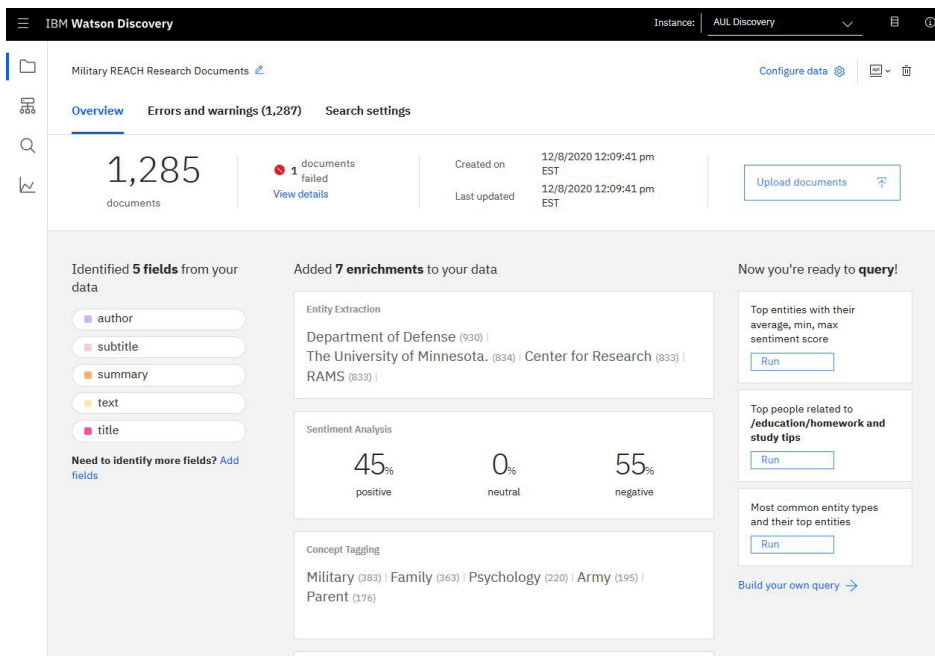 IBM Watson Discovery
Instance:
AUL Discovery
Military REACH Research Documents
Configure data
Overview
Errors and warnings (1,287)
Search settings
1,285
documents
1 documents
failed
View details
Created on
12/8/2020 12:09:41 pm
EST
Last updated
12/8/2020 12:09:41 pm
EST
Upload documents
Identified 5 fields from your
data
author
subtitle
summary
text
title
Need to identify more fields? Add
fields
Added 7 enrichments to your data
Entity Extraction
Department of Defense (930) |
The University of Minnesota. (834) | Center for Research (833) |
RAMS (833) |
Sentiment Analysis
45%
positive
0%
neutral
55%
negative
Concept Tagging
Military (383) | Family (363) | Psychology (220) | Army (195) |
Parent (176)
Now you're ready to query!
Top entities with their
average, min, max
sentiment score
Run
Top people related to
/education/homework and
study tips
Run
Most common entity types
and their top entities
Run
Build your own query